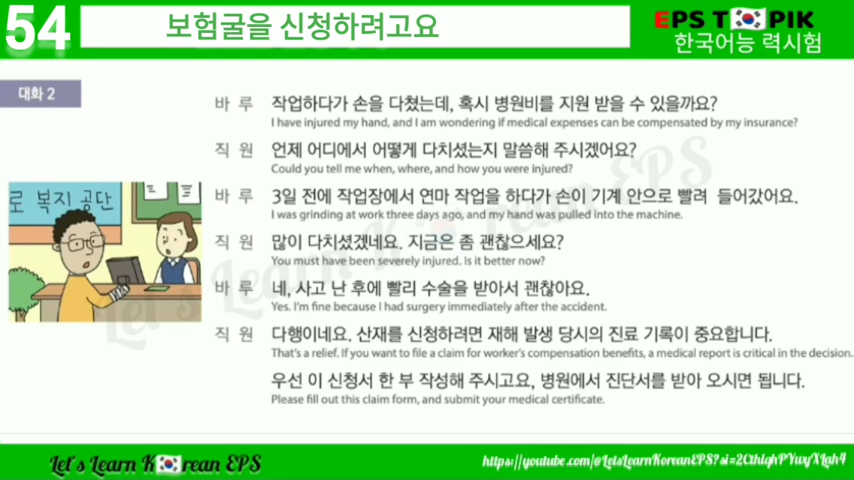 54
보험굴을 신청하려고요
EPS TOPIK
한국어능 력시험
대화 2
바 루 작업하다가 손을 다쳤는데, 혹시 병원비를 지원 받을 수 있을까요?
I have injured my hand, and I am wondering if medical expenses can be compensated by my insurance?
직 원 언제 어디에서 어떻게 다치셨는지 말씀해 주시겠어요?
Could you tell me when, where, and how you were injured?
바 루 3일 전에 작업장에서 연마 작업을 하다가 손이 기계 안으로 빨려 들어갔어요.
I was grinding at work three days ago, and my hand was pulled into the machine.
로 복지 공단
직 원 많이 다치셨겠네요. 지금은 좀 괜찮으세요?
You must have been severely injured. Is it better now?
바 루 네, 사고 난 후에 빨리 수술을 받아서 괜찮아요.
Yes. I'm fine because I had surgery immediately after the accident.
직 원 다행이네요. 산재를 신청하려면 재해 발생 당시의 진료 기록이 중요합니다.
That's a relief. If you want to file a claim for worker's compensation benefits, a medical report is critical in the decision.
우선 이 신청서 한 부 작성해 주시고요, 병원에서 진단서를 받아 오시면 됩니다.
Please fill out this claim form, and submit your medical certificate.
Let's Learn Korean EPS
Let's Learn Korean EPS
https://youtube.com/@LetsLearnKoreanEPS?si=2CthlqhPYwyXLah4